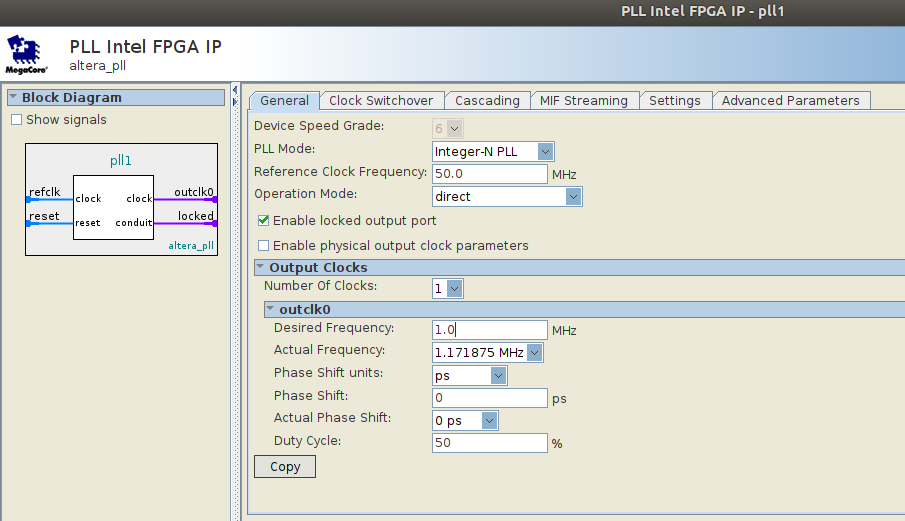 PLL Intel FPGA IP - pll1
PLL Intel FPGA IP
altera_pll
MegaCore®
Block Diagram
Show signals
pll1
refclk
clock
clock
outclk0
reset
reset
conduit
locked
altera_pll
General Clock Switchover Cascading MIF Streaming Settings Advanced Parameters
Device Speed Grade: 6
PLL Mode: Integer-N PLL
Reference Clock Frequency: 50.0 MHz
Operation Mode: direct
Enable locked output port
Enable physical output clock parameters
Output Clocks
Number Of Clocks: 1
outclk0
Desired Frequency: 1.0 MHz
Actual Frequency: 1.171875 MHz
Phase Shift units: ps
Phase Shift: 0 ps
Actual Phase Shift: 0 ps
Duty Cycle: 50 %
Copy